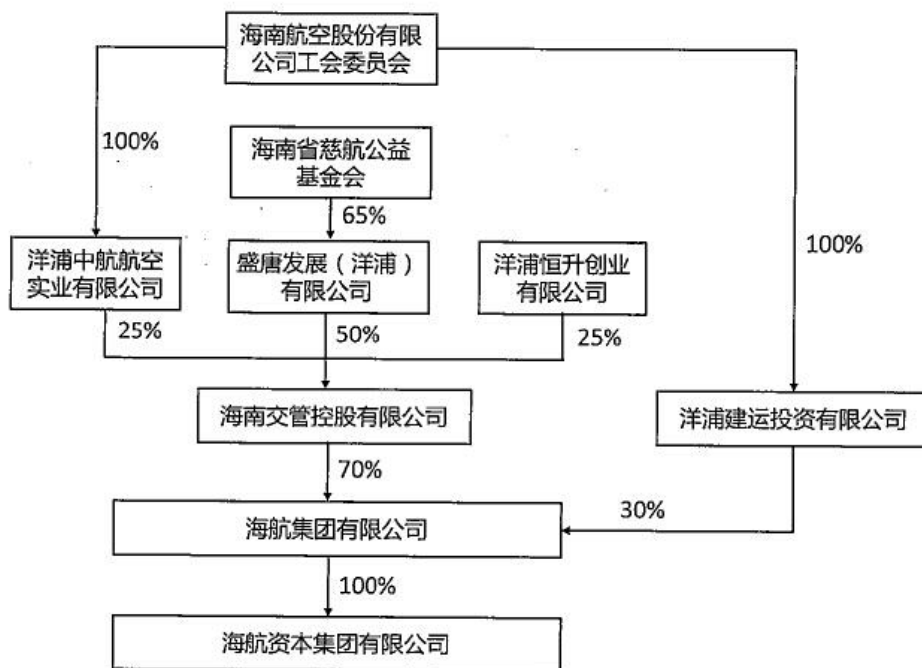 海南航空股份有限
公司工会委员会
100%
海南省慈航公益
基金会
65%
100%
洋浦中航航空
实业有限公司
盛唐发展（洋浦）
有限公司
洋浦恒升创业
有限公司
25%
50%
25%
海南交管控股有限公司
洋浦建运投资有限公司
70%
30%
海航集团有限公司
100%
海航资本集团有限公司